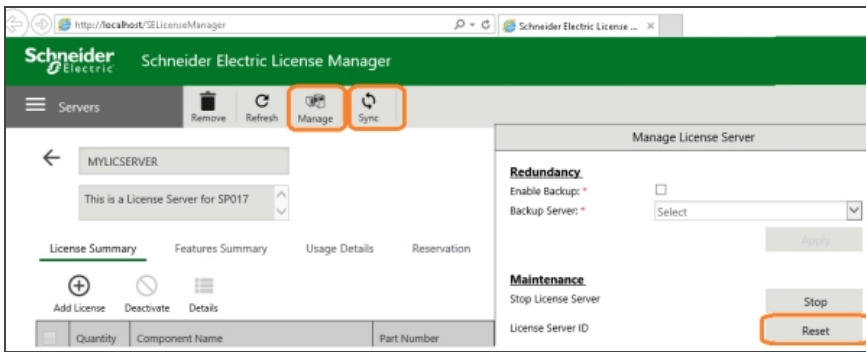 http://localhost/SELicenseManager
Schneider Electric License ...
Schneider Electric
Schneider Electric License Manager
Servers
Remove
Refresh
Manage
Sync
MYLICSERVER
This is a License Server for SP017
License Summary
Features Summary
Usage Details
Reservation
Add License
Deactivate
Details
Quantity
Component Name
Part Number
Manage License Server
Redundancy
Enable Backup: *
Backup Server: *
Select
Apply
Maintenance
Stop License Server
Stop
License Server ID
Reset